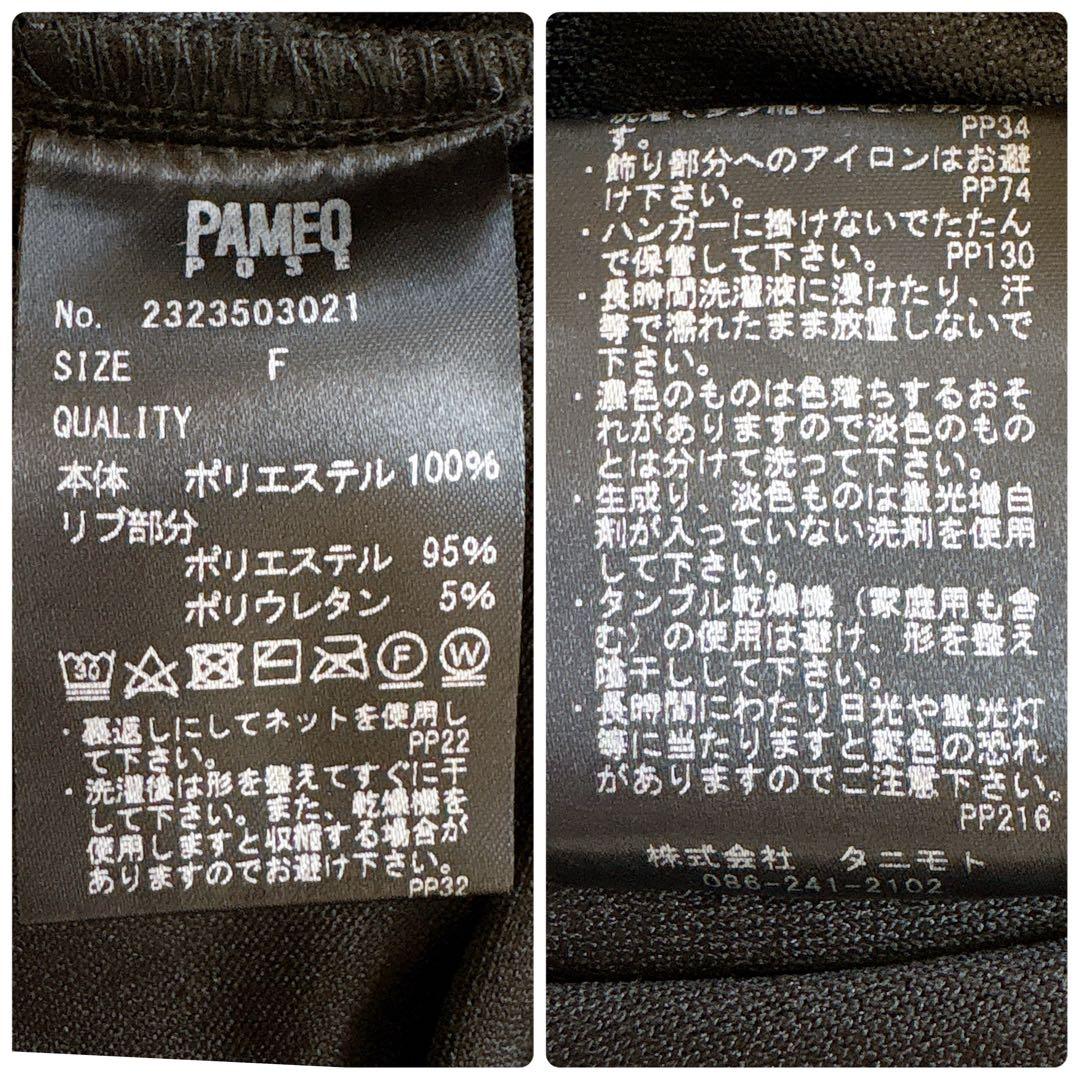 PAMEO
POSE
No. 2323503021
SIZE F
QUALITY
本体 ポリエステル 100%
リブ部分
ポリエステル 95%
ポリウレタン 5%
30
F
W
・裏返しにしてネットを使用し
て下さい。 PP22
・洗濯後は形を整えてすぐに干
して下さい。また、乾燥機を
使用しますと収縮する場合が
ありますのでお避け下さい。
PP32
す。 PP34
・飾り部分へのアイロンはお避
け下さい。 PP74
・ハンガーに掛けないでたたん
で保管して下さい。 PP130
・長時間洗濯液に浸けたり、汗
等で濡れたまま放置しないで
下さい。
・濃色のものは色落ちするおそ
れがありますので淡色のもの
とは分けて洗って下さい。
・生成り、淡色ものは蛍光増白
剤が入っていない洗剤を使用
して下さい。
・タンブル乾燥機（家庭用も含
む）の使用は避け、形を整え
陰干しして下さい。
・長時間にわたり日光や蛍光灯
等に当たりますと変色の恐れ
がありますのでご注意下さい。
PP216
株式会社 タニモト
086-241-2102